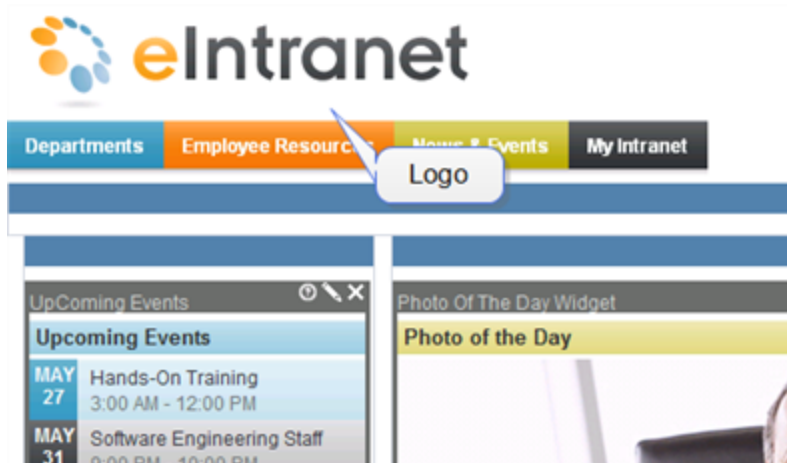 eIntranet
Departments Employee Resources News & Events My Intranet
Logo
UpComing Events
Upcoming Events
MAY 27 Hands-On Training
3:00 AM - 12:00 PM
MAY 31 Software Engineering Staff
Photo Of The Day Widget
Photo of the Day